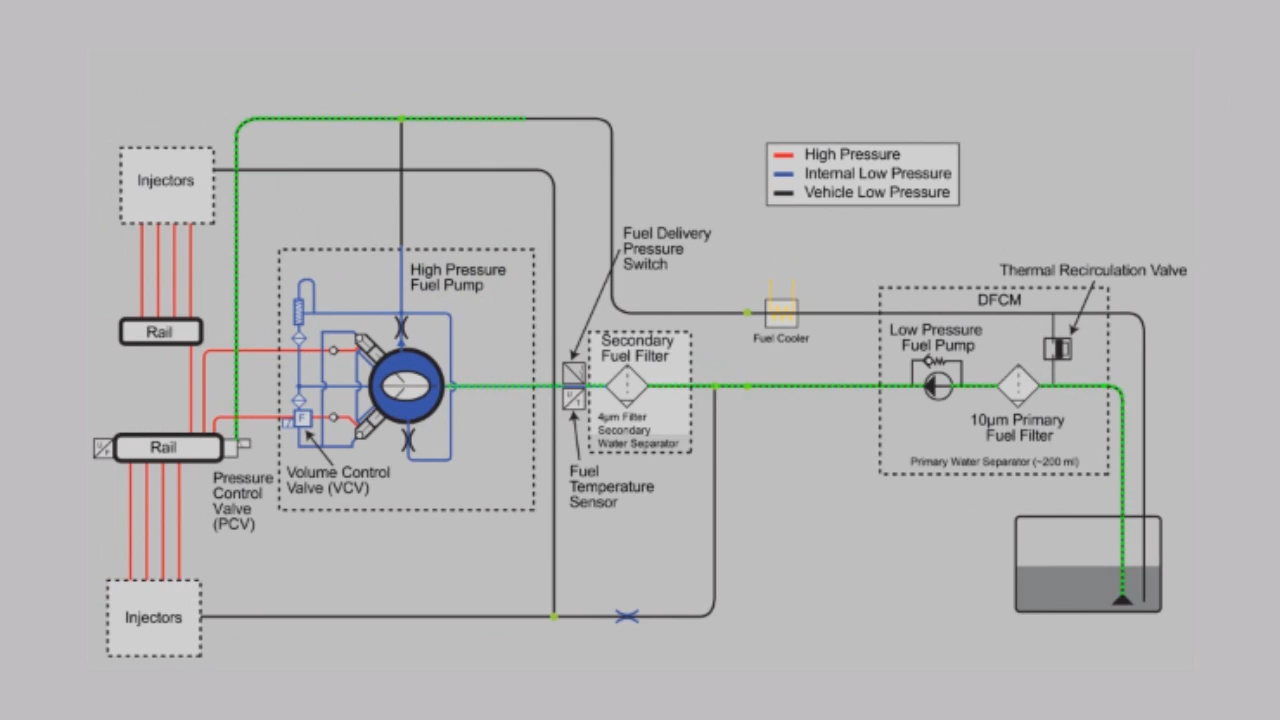 Injectors
High Pressure
Internal Low Pressure
Vehicle Low Pressure
Fuel Delivery
Pressure
Switch
High Pressure
Fuel Pump
Thermal Recirculation Valve
DFCM
Rail
Fuel Cooler
Low Pressure
Fuel Pump
Secondary
Fuel Filter
4µm Filter
Secondary
Water Separator
10µm Primary
Fuel Filter
Primary Water Separator (~200 ml)
F
Rail
Volume Control
Valve (VCV)
Pressure
Control
Valve
(PCV)
Fuel
Temperature
Sensor
Injectors